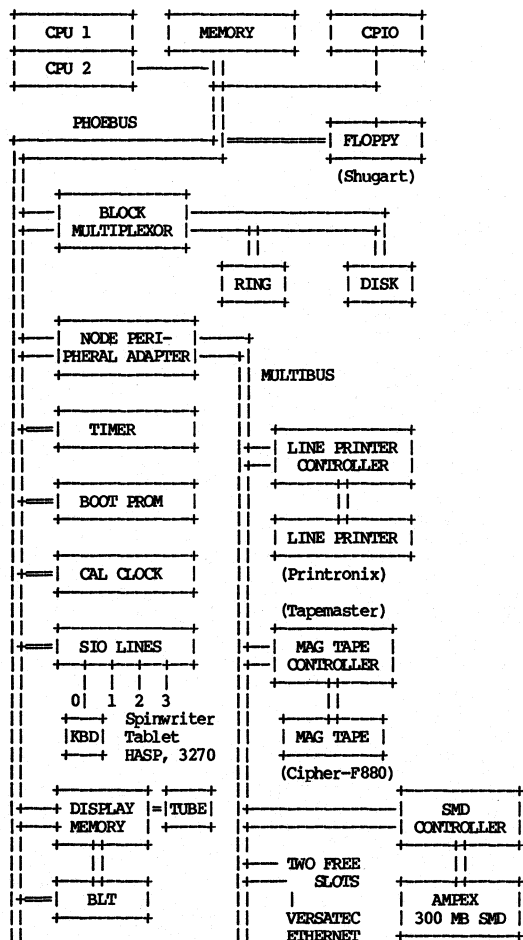 CPU 1 MEMORY CPIO
CPU 2
PHOEBUS
FLOPPY
(Shugart)
BLOCK
MULTIPLEXOR
RING DISK
NODE PERI-
PHERAL ADAPTER
MULTIBUS
TIMER
LINE PRINTER
CONTROLLER
BOOT PROM
LINE PRINTER
CAL CLOCK
(Printronix)
(Tapemaster)
SIO LINES
MAG TAPE
CONTROLLER
0 1 2 3
Spinwriter
KBD Tablet
HASP, 3270
MAG TAPE
(Cipher-F880)
DISPLAY
MEMORY
TUBE
SMD
CONTROLLER
TWO FREE
SLOTS
BLT
AMPEX
300 MB SMD
VERSATEC
ETHERNET